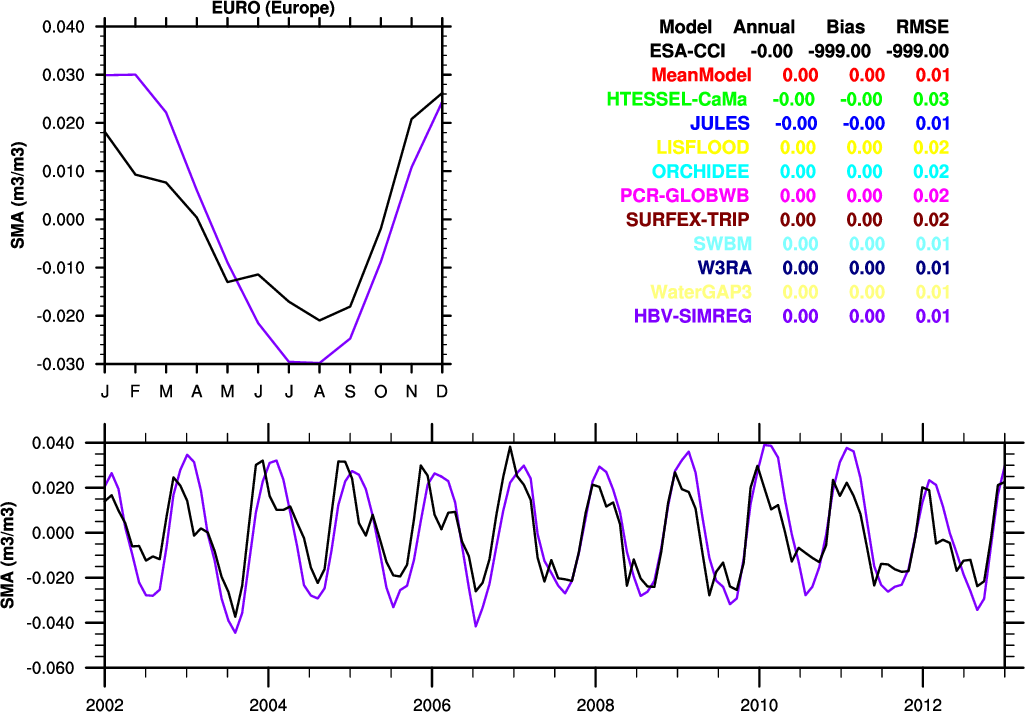 EURO (Europe)
0.040
0.030
0.020
0.010
0.000
-0.010
-0.020
-0.030
SMA (m3/m3)
J F M A M J J A S O N D
Model Annual Bias RMSE
ESA-CCI -0.00 -999.00 -999.00
MeanModel 0.00 0.00 0.01
HTESSEL-CaMa -0.00 -0.00 0.03
JULES -0.00 -0.00 0.01
LISFLOOD 0.00 0.00 0.02
ORCHIDEE 0.00 0.00 0.02
PCR-GLOBWB 0.00 0.00 0.02
SURFEX-TRIP 0.00 0.00 0.02
SWBM 0.00 0.00 0.01
W3RA 0.00 0.00 0.01
WaterGAP3 0.00 0.00 0.01
HBV-SIMREG 0.00 0.00 0.01
0.040
0.020
0.000
-0.020
-0.040
-0.060
SMA (m3/m3)
2002 2004 2006 2008 2010 2012